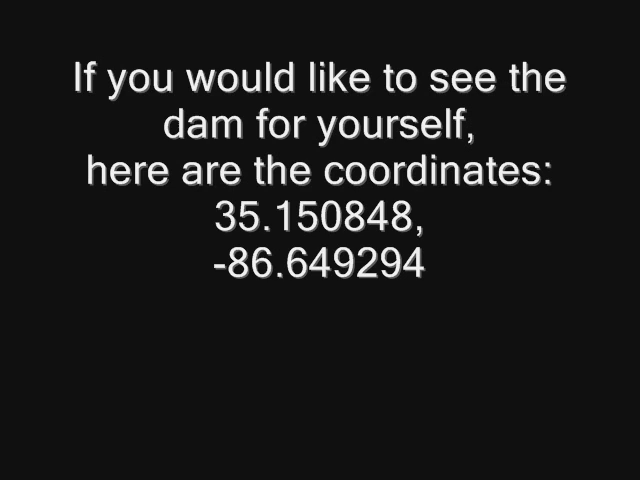 If you would like to see the
dam for yourself,
here are the coordinates:
35.150848,
-86.649294